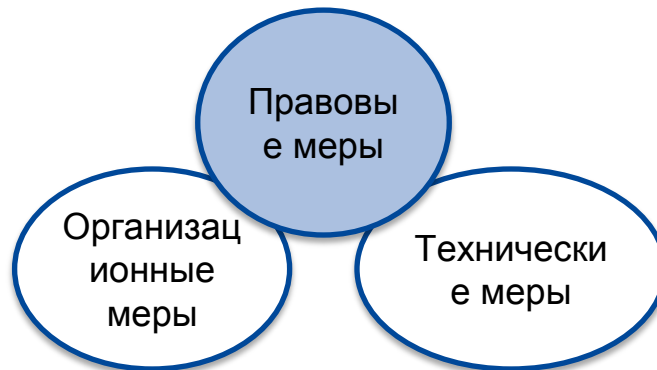 Правовы
е меры
Организац
ионные
меры
Технически
е меры